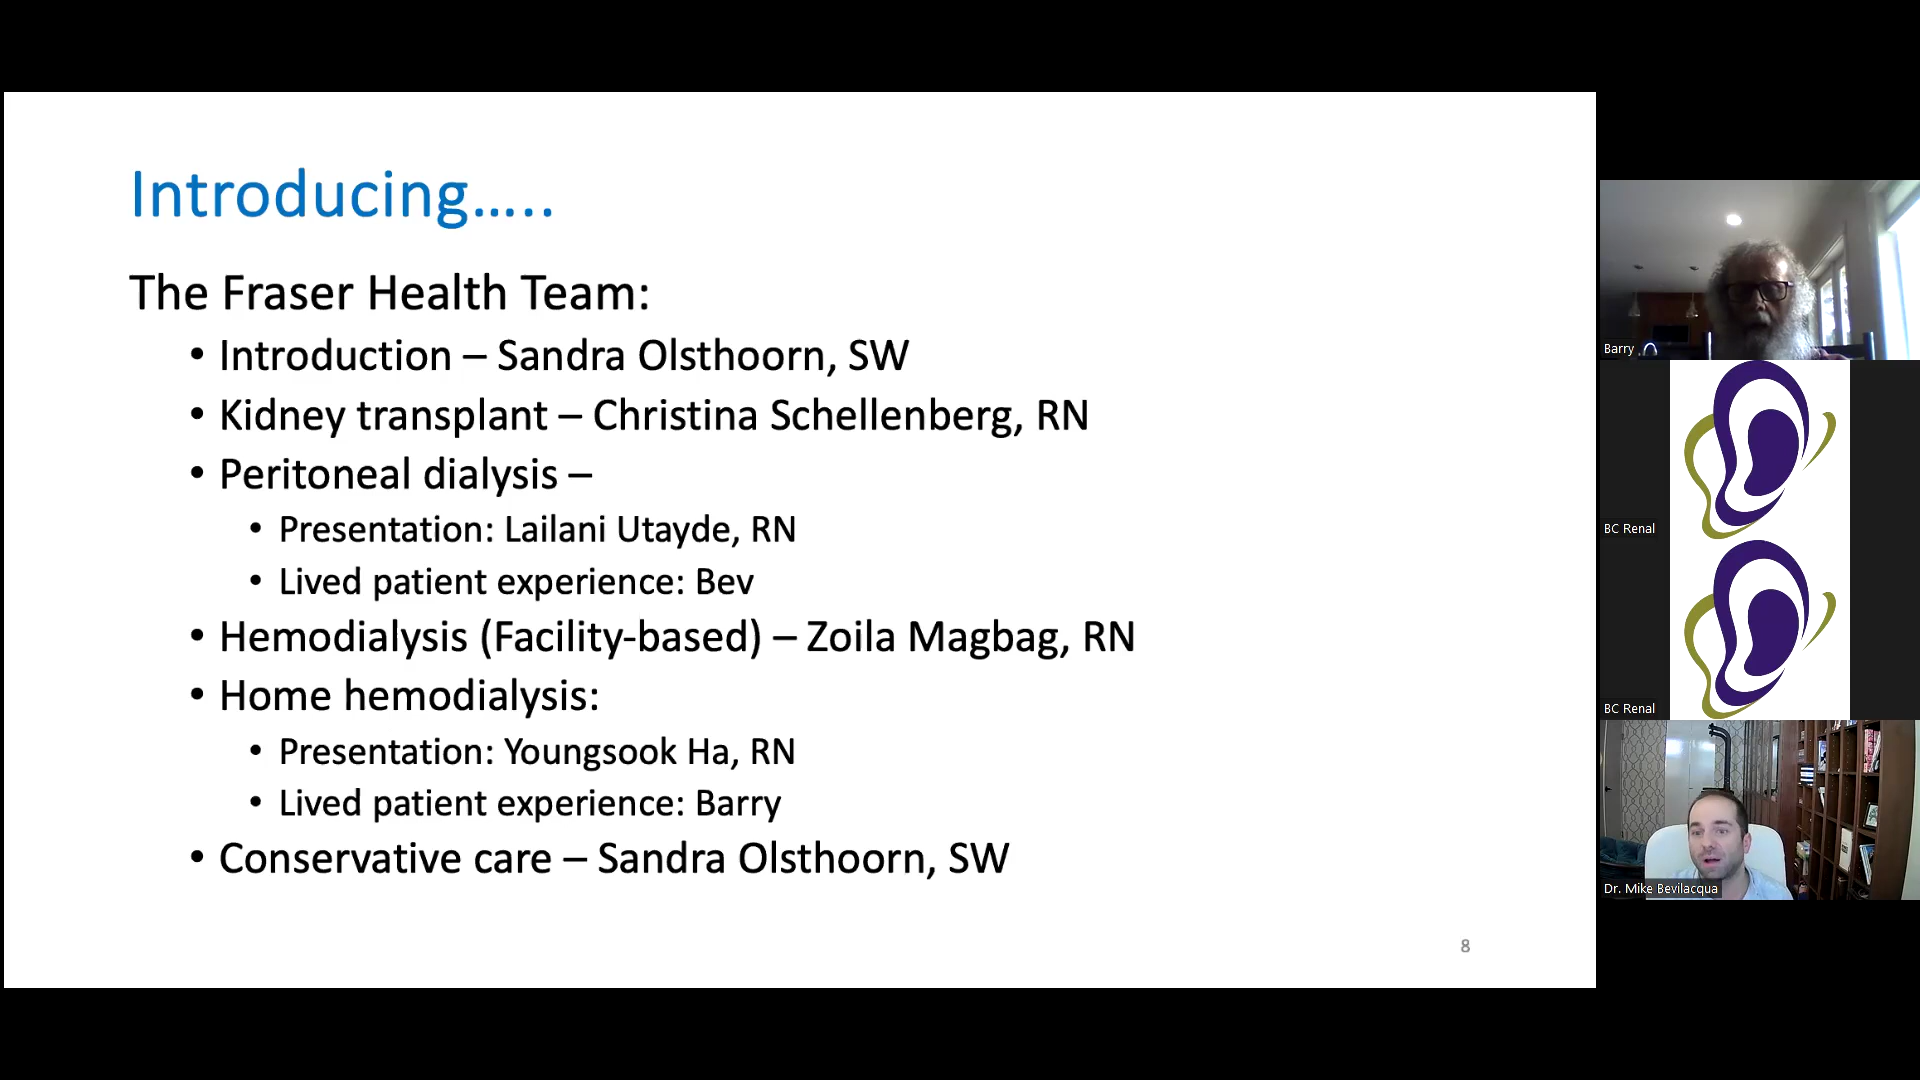 Introducing…..
The Fraser Health Team:
• Introduction – Sandra Olsthoorn, SW
• Kidney transplant – Christina Schellenberg, RN
• Peritoneal dialysis –
• Presentation: Lailani Utayde, RN
• Lived patient experience: Bev
• Hemodialysis (Facility-based) – Zoila Magbag, RN
• Home hemodialysis:
• Presentation: Youngsook Ha, RN
• Lived patient experience: Barry
• Conservative care – Sandra Olsthoorn, SW
8
Barry
BC Renal
BC Renal
Dr. Mike Bevilacqua